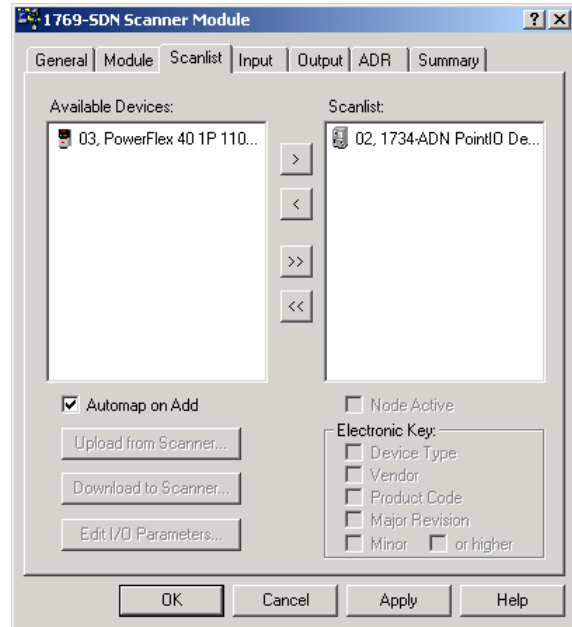 1769-SDN Scanner Module
? X
General Module Scanlist Input Output ADR Summary
Available Devices:
Scanlist:
03, PowerFlex 40 1P 110...
02, 1734-ADN PointIO De...
>
<
>>
<<
Automap on Add
Node Active
Upload from Scanner...
Electronic Key:
Device Type
Download to Scanner...
Vendor
Product Code
Edit I/O Parameters...
Major Revision
Minor or higher
OK Cancel Apply Help